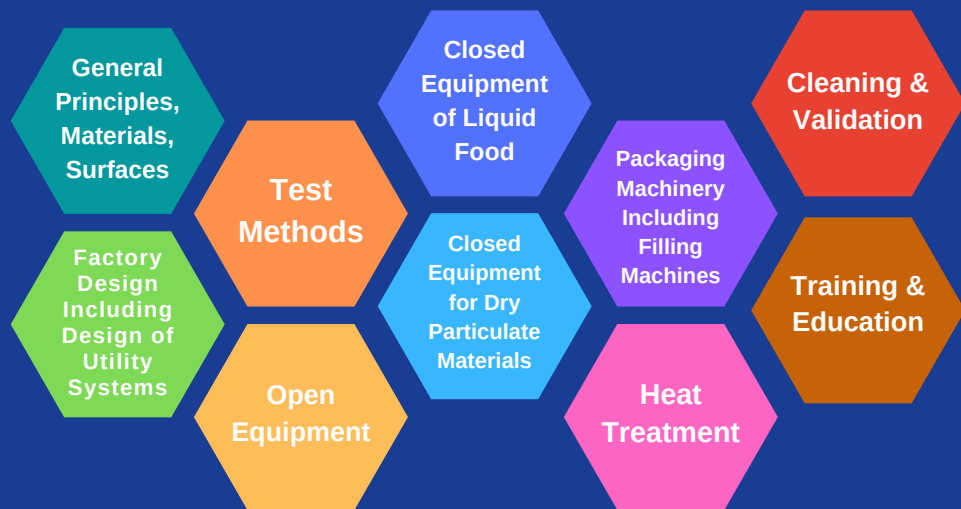 General
Principles,
Materials,
Surfaces
Factory
Design
Including
Design of
Utility
Systems
Test
Methods
Open
Equipment
Closed
Equipment
of Liquid
Food
Closed
Equipment
for Dry
Particulate
Materials
Packaging
Machinery
Including
Filling
Machines
Heat
Treatment
Cleaning &
Validation
Training &
Education